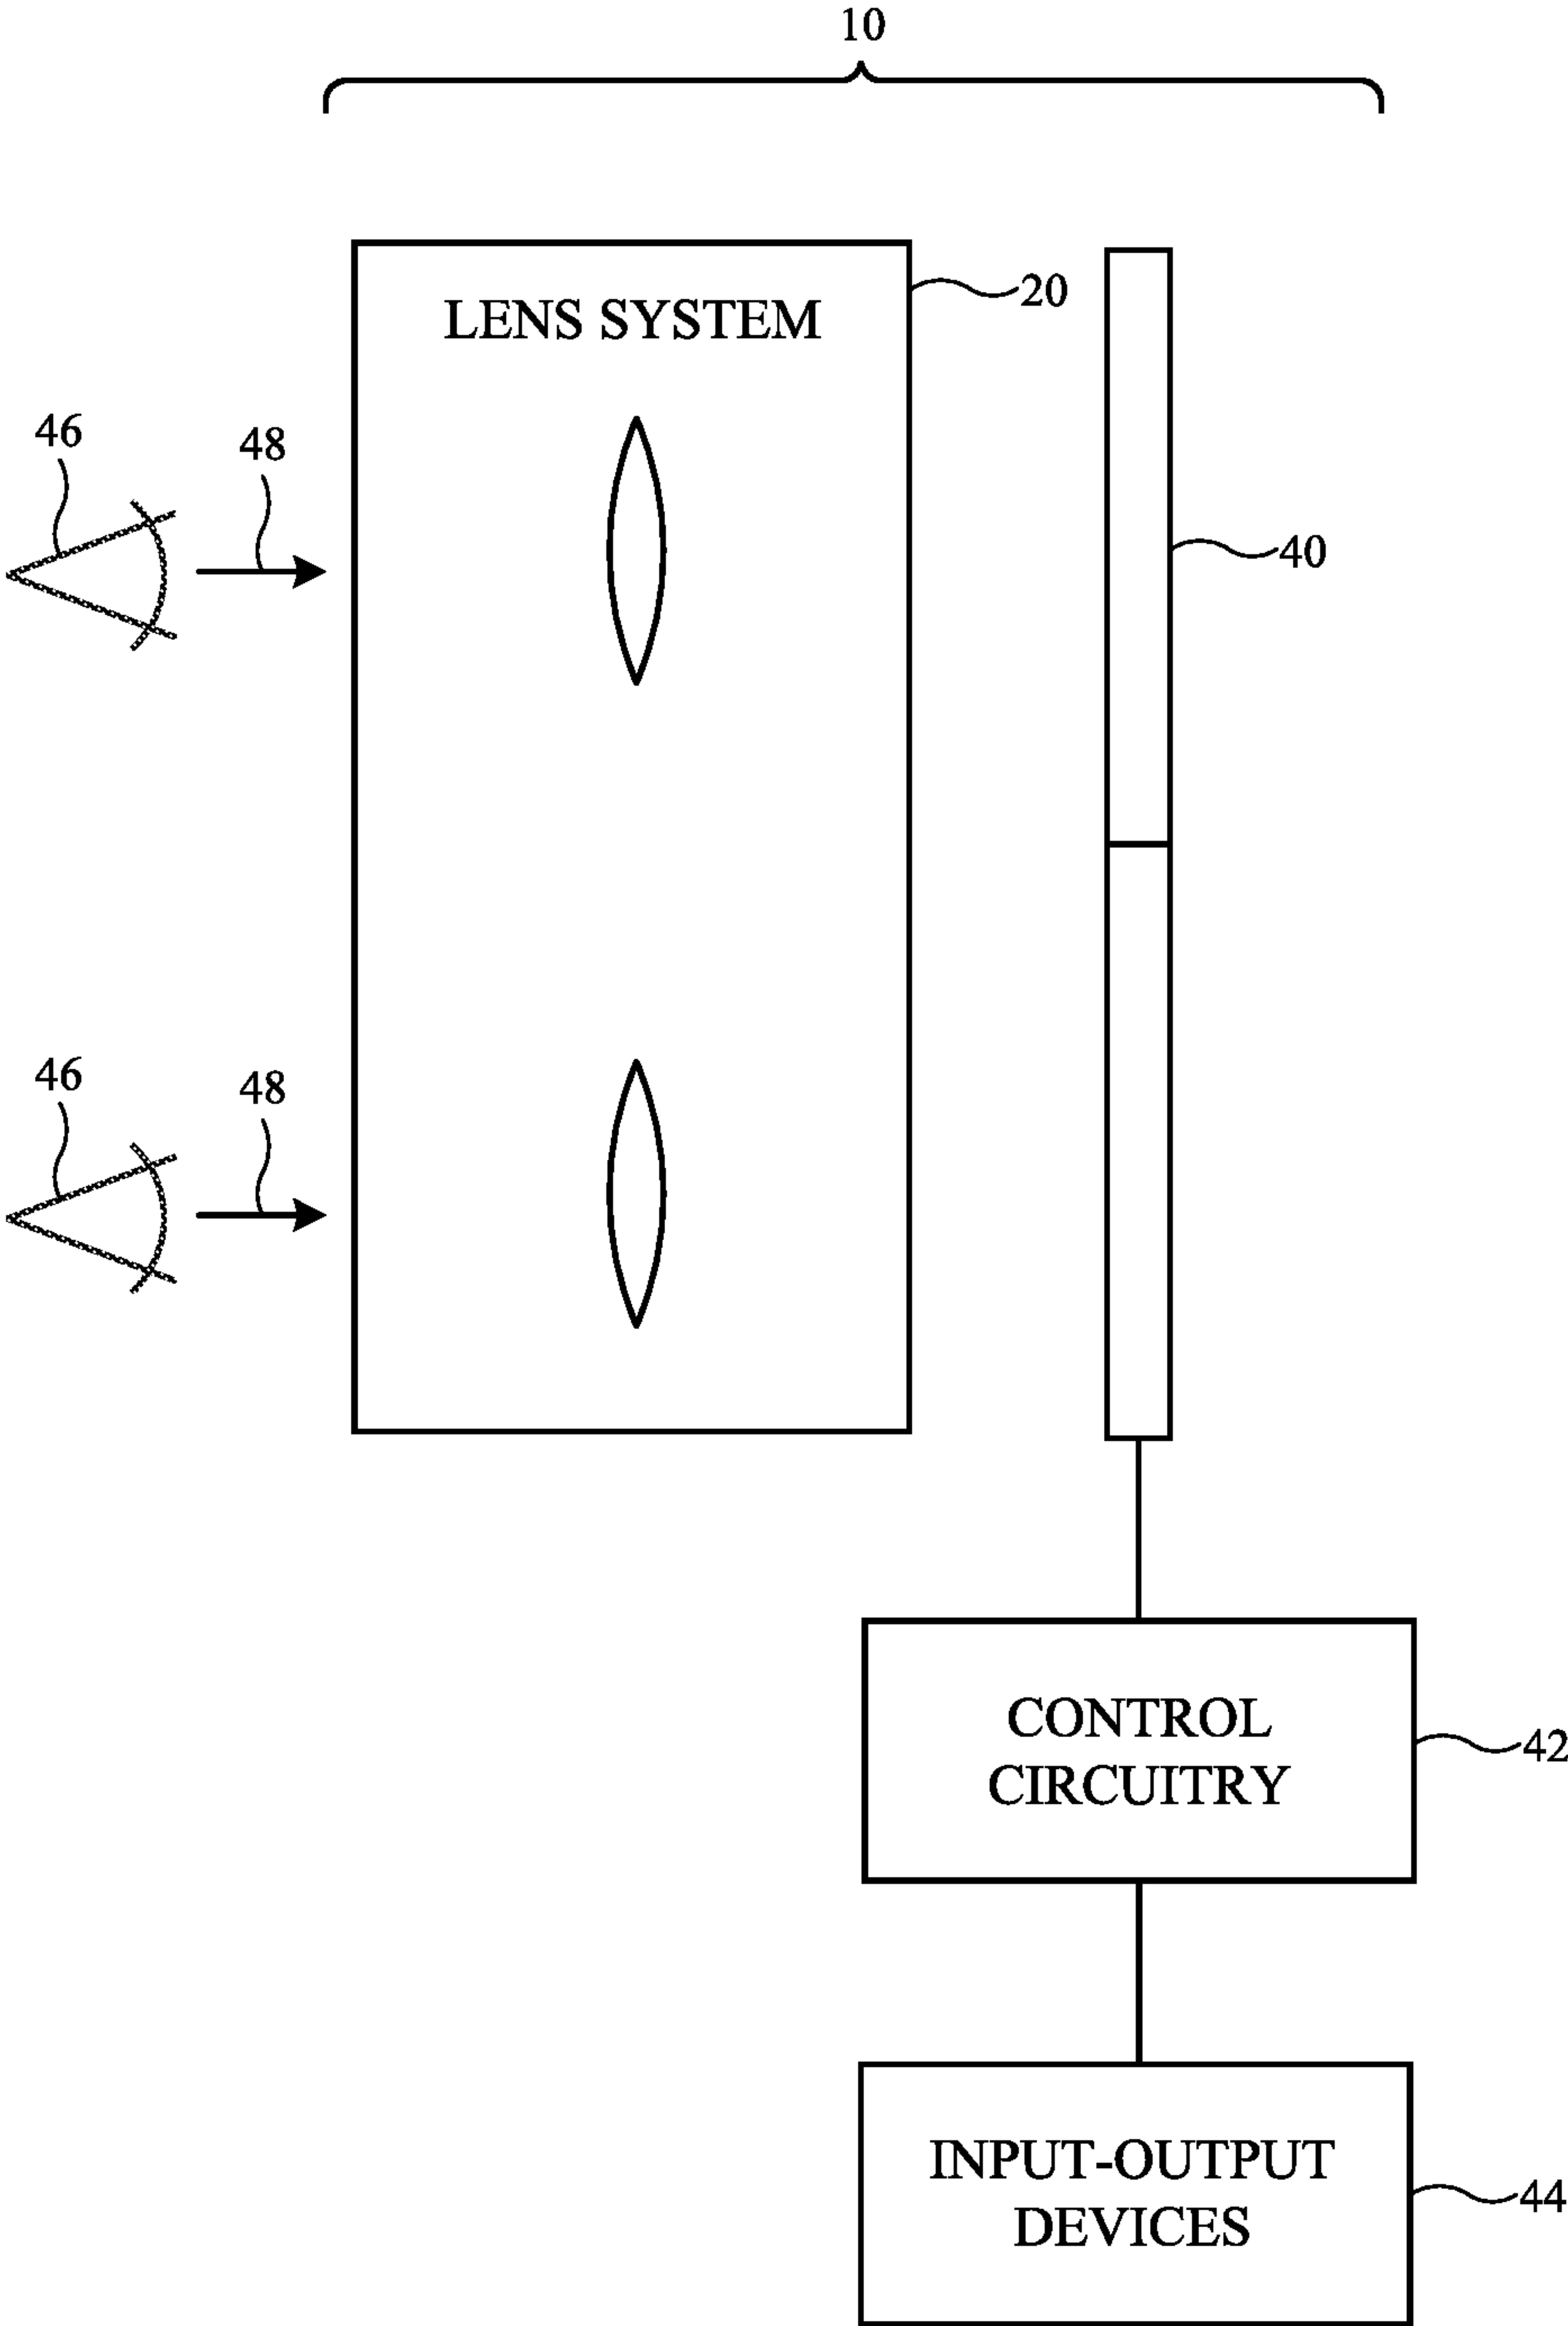 10
LENS SYSTEM
20
46
48
40
46
48
CONTROL
CIRCUITRY
42
INPUT-OUTPUT
DEVICES
44